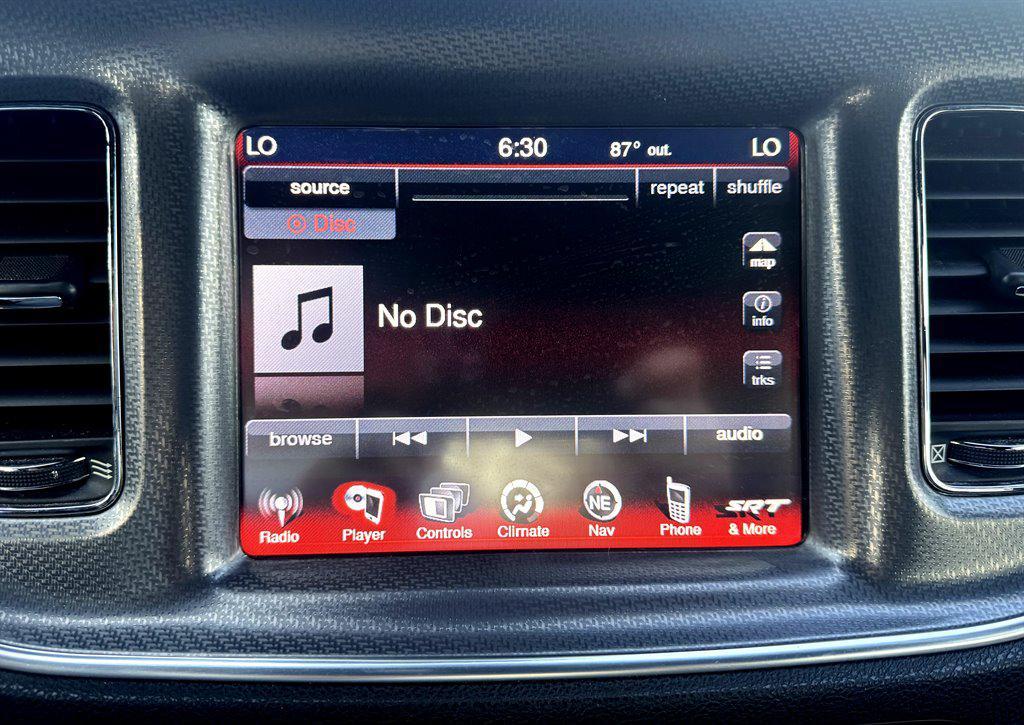 LO 6:30 87° out. LO
source repeat shuffle
Disc
map
No Disc
info
trks
browse audio
NE SRT
Radio Player Controls Climate Nav Phone & More